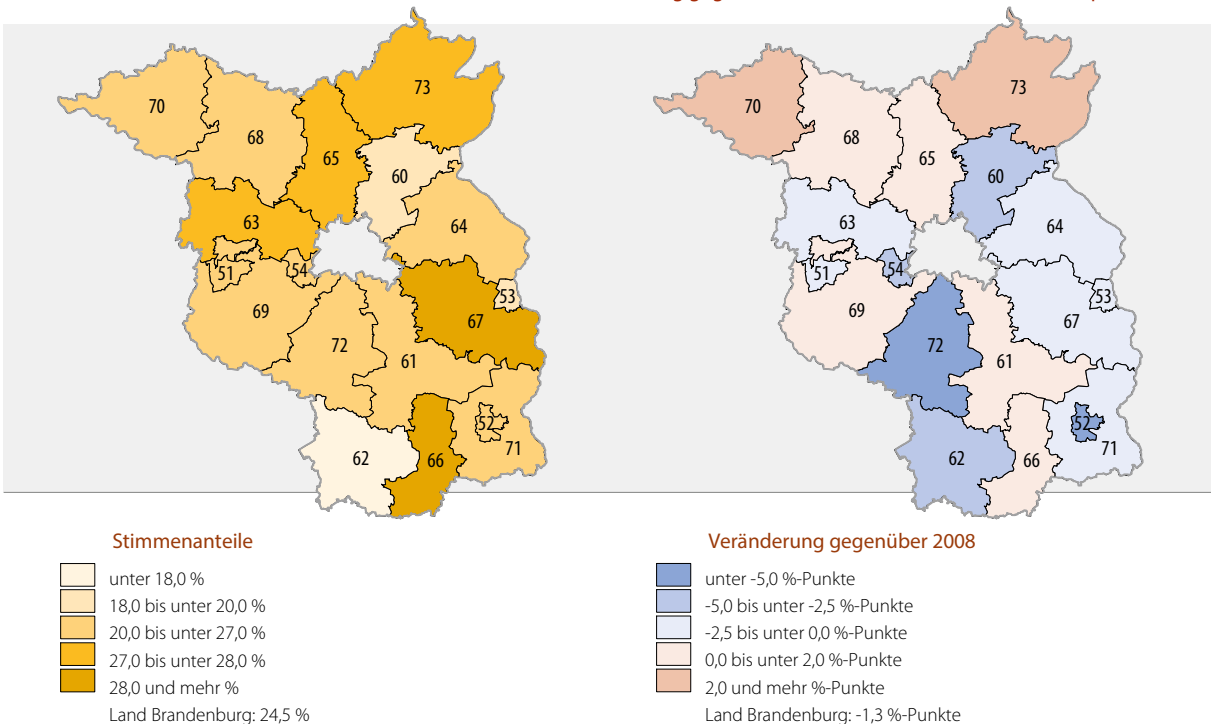 70
73
68
65
60
63
64
51
54
53
69
67
72
61
52
71
62
66
Stimmenanteile
unter 18,0 %
18,0 bis unter 20,0 %
20,0 bis unter 27,0 %
27,0 bis unter 28,0 %
28,0 und mehr %
Land Brandenburg: 24,5 %
70
73
68
65
60
63
64
51
54
53
69
67
72
61
52
71
62
66
Veränderung gegenüber 2008
unter -5,0 %-Punkte
-5,0 bis unter -2,5 %-Punkte
-2,5 bis unter 0,0 %-Punkte
0,0 bis unter 2,0 %-Punkte
2,0 und mehr %-Punkte
Land Brandenburg: -1,3 %-Punkte